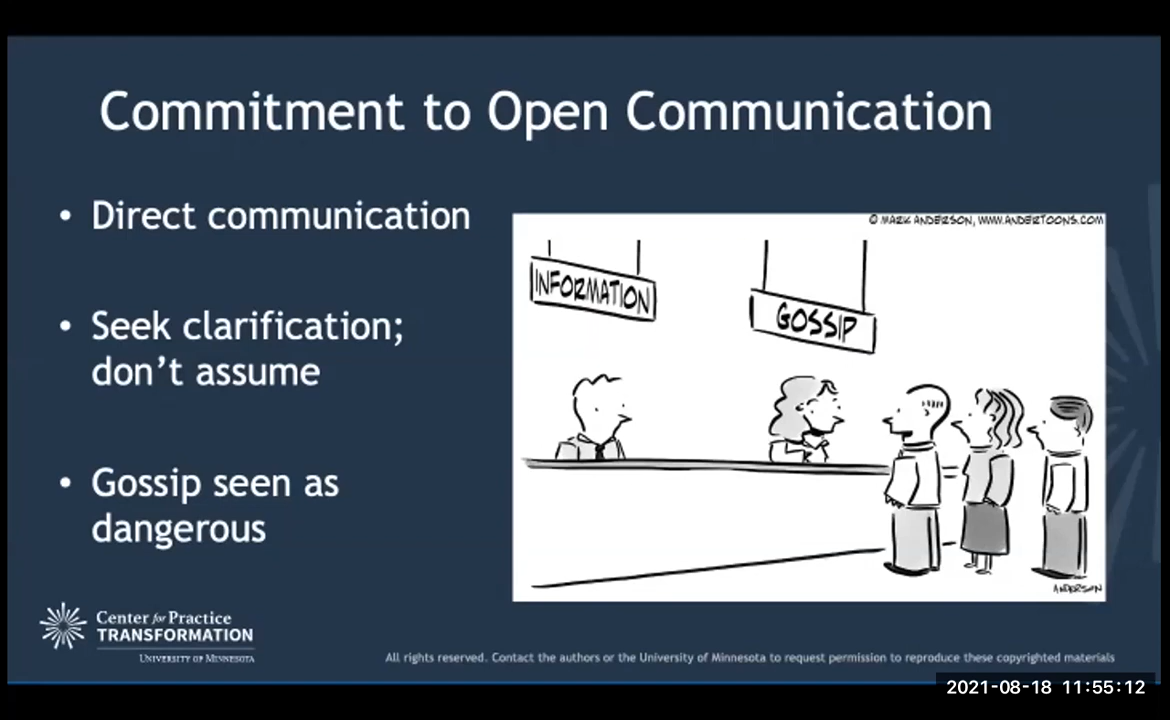 Commitment to Open Communication
• Direct communication
• Seek clarification;
don't assume
• Gossip seen as
dangerous
© MARK ANDERSON, WWW.ANDERTOONS.COM
INFORMATION
GOSSIP
ANDERSON
Center for Practice
TRANSFORMATION
UNIVERSITY OF MINNESOTA
All rights reserved. Contact the authors or the University of Minnesota to request permission to reproduce these copyrighted materials
2021-08-18 11:55:12